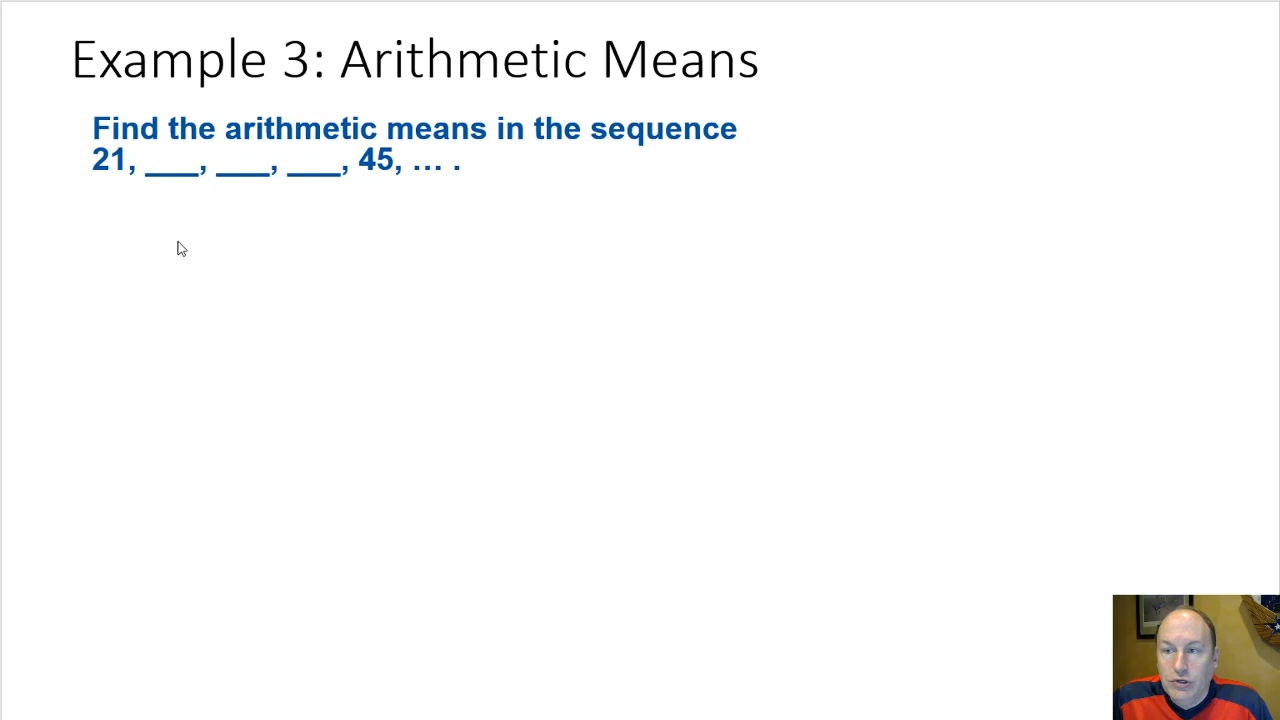 Example 3: Arithmetic Means
Find the arithmetic means in the sequence
21, ___, ___, ___, 45, … .